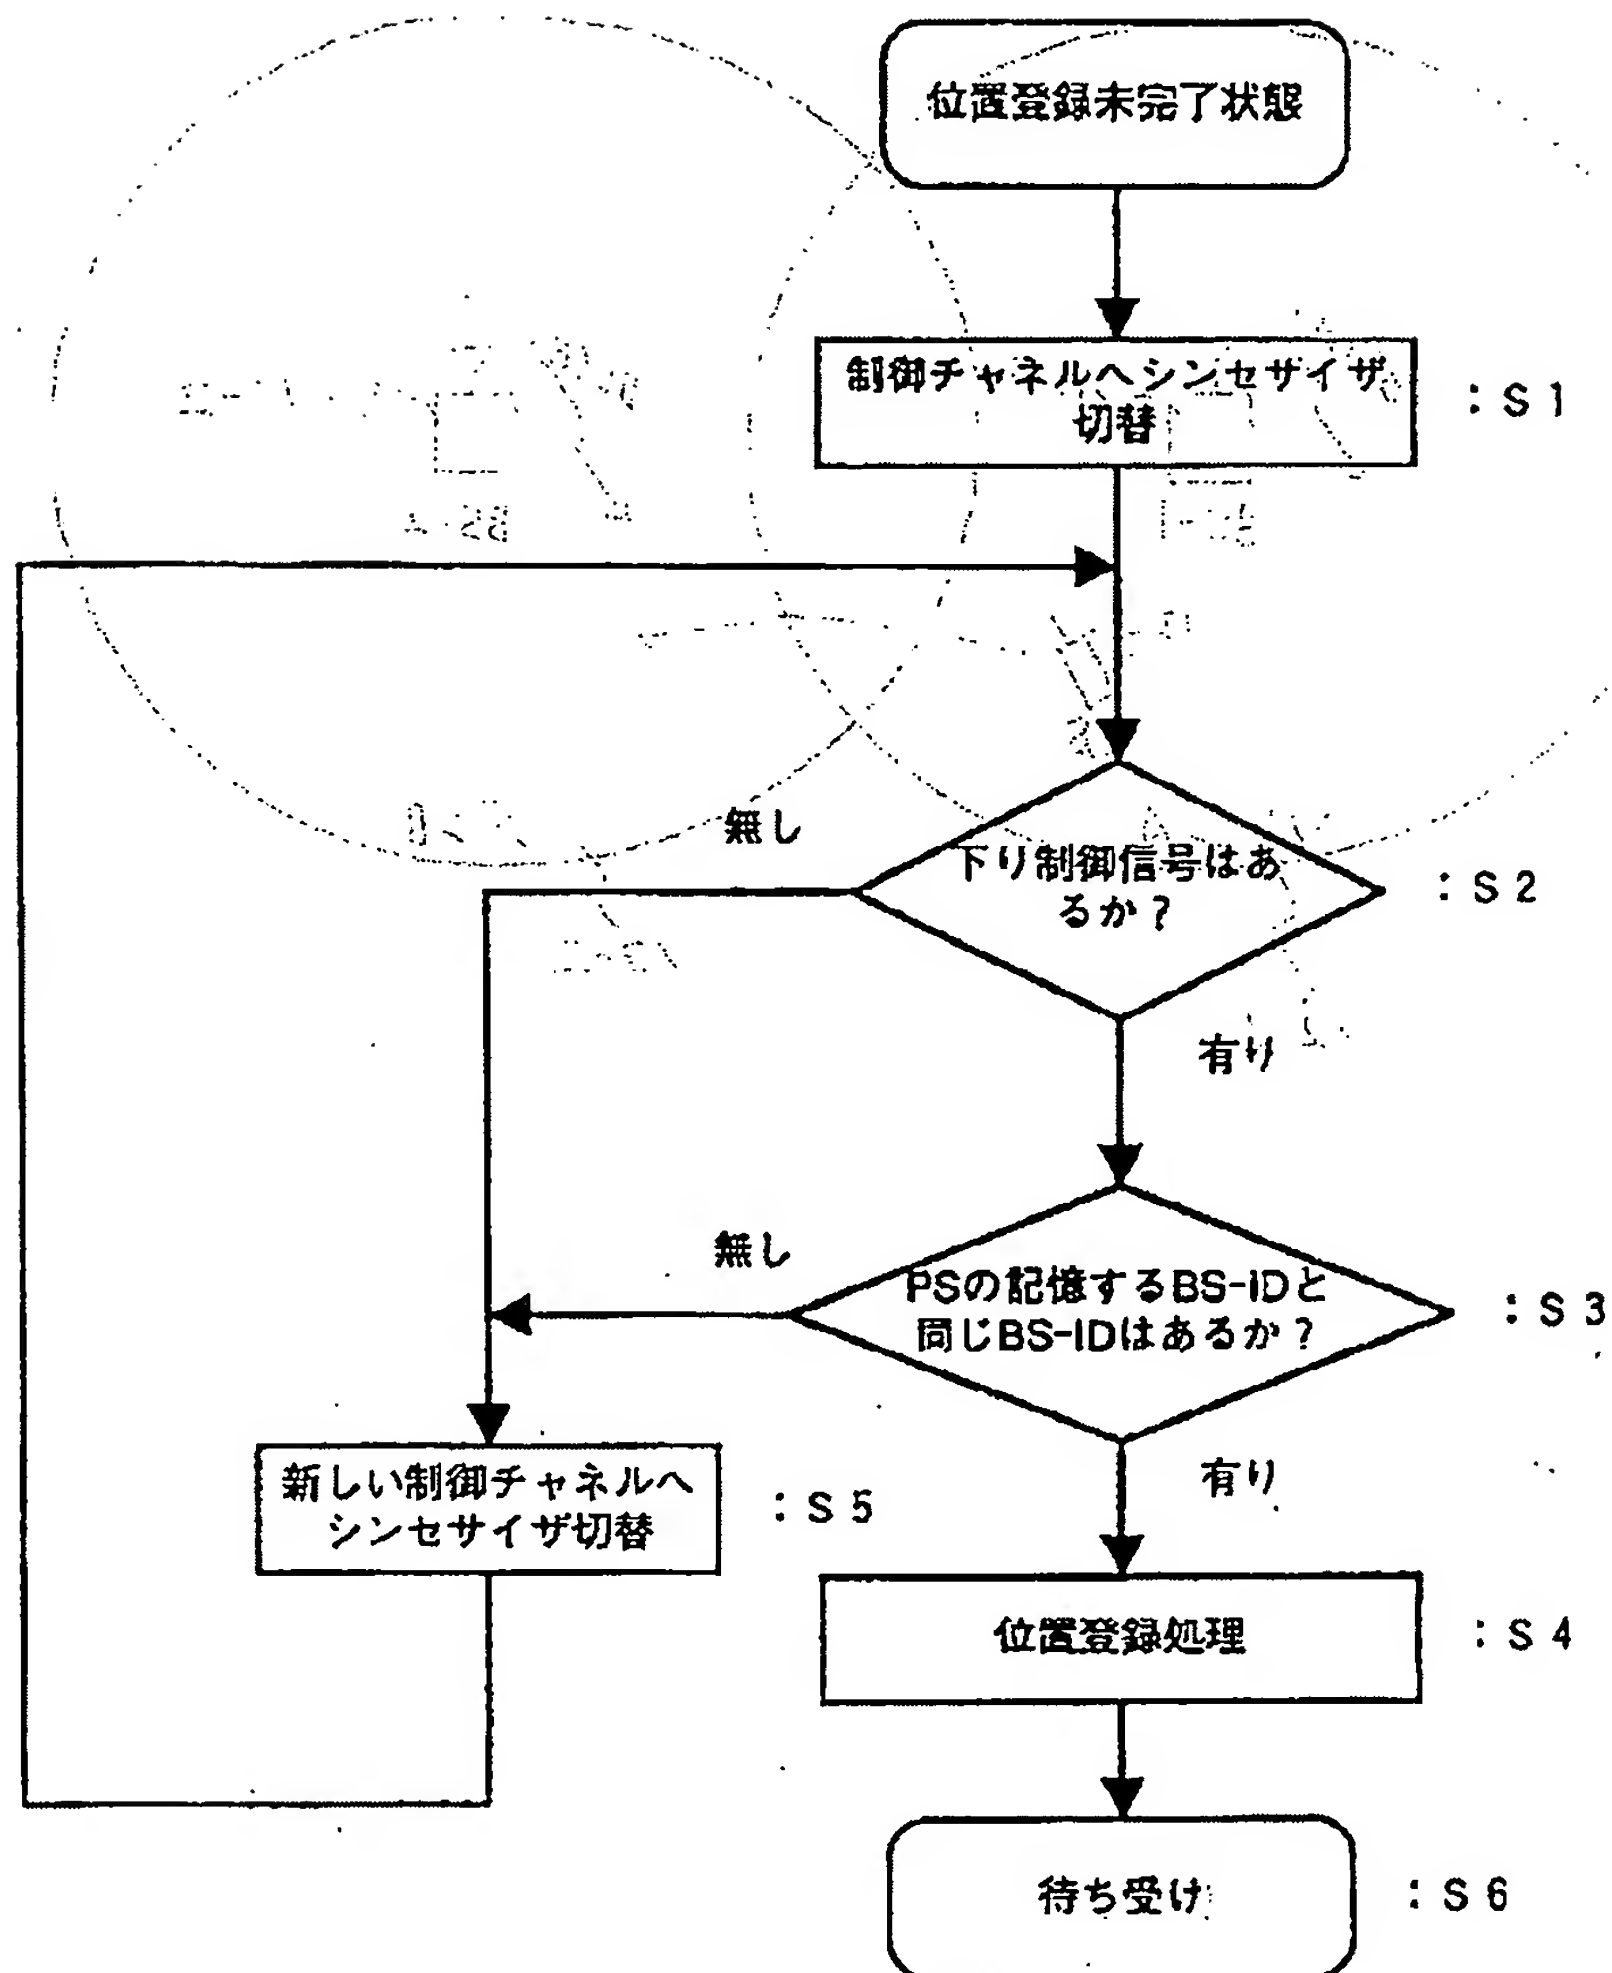 位置登録未完了状態
制御チャネルへシンセサイザ
切替
:S1
無し
下り制御信号はあ
るか?
:S2
有り
無し
PSの記憶するBS-IDと
同じBS-IDはあるか?
:S3
有り
新しい制御チャネルへ
シンセサイザ切替
:S5
位置登録処理
:S4
待ち受け
:S6